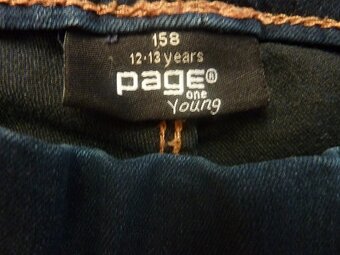 158
12-13 years
page®
one
Young